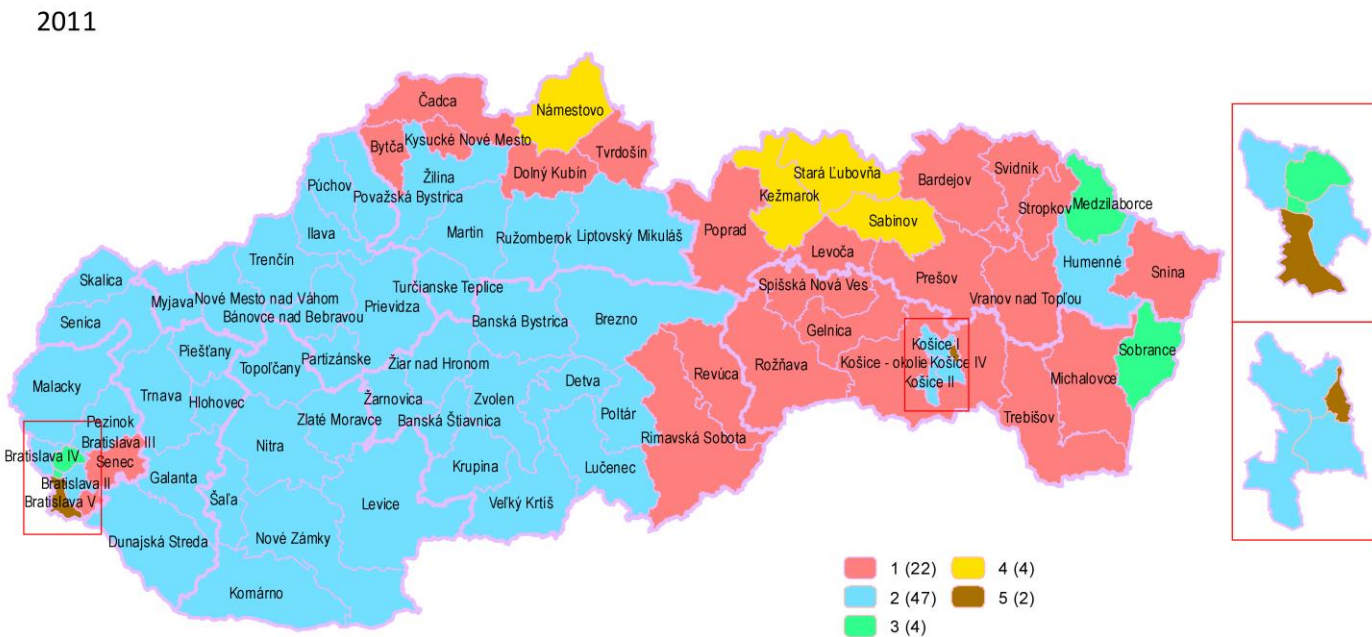 2011
Čadca
Námestovo
Bytča
Kysucké Nové Mesto
Tvrdošín
Dolný Kubín
Žilina
Púchov
Považská Bystrica
Ilava
Martin
Ružomberok
Liptovský Mikuláš
Poprad
Kežmarok
Stará Ľubovňa
Sabinov
Levoča
Bardejov
Svidník
Stropkov
Medzilaborce
Humenné
Snina
Prešov
Vranov nad Topľou
Sobrance
Michalovce
Trebišov
Spišská Nová Ves
Gelnica
Rožňava
Košice - okolie
Košice I
Košice IV
Košice II
Revúca
Rimavská Sobota
Skalica
Senica
Myjava
Nové Mesto nad Váhom
Trenčín
Bánovce nad Bebravou
Prievidza
Turčianske Teplice
Banská Bystrica
Brezno
Piešťany
Topoľčany
Partizánske
Žiar nad Hronom
Žarnovica
Banská Štiavnica
Zvolen
Detva
Poltár
Lučenec
Krupina
Veľký Krtíš
Malacky
Trnava
Hlohovec
Zlaté Moravce
Nitra
Levice
Pezinok
Bratislava III
Bratislava IV
Senec
Bratislava II
Bratislava V
Galanta
Šaľa
Dunajská Streda
Nové Zámky
Komárno
1 (22)
4 (4)
2 (47)
5 (2)
3 (4)